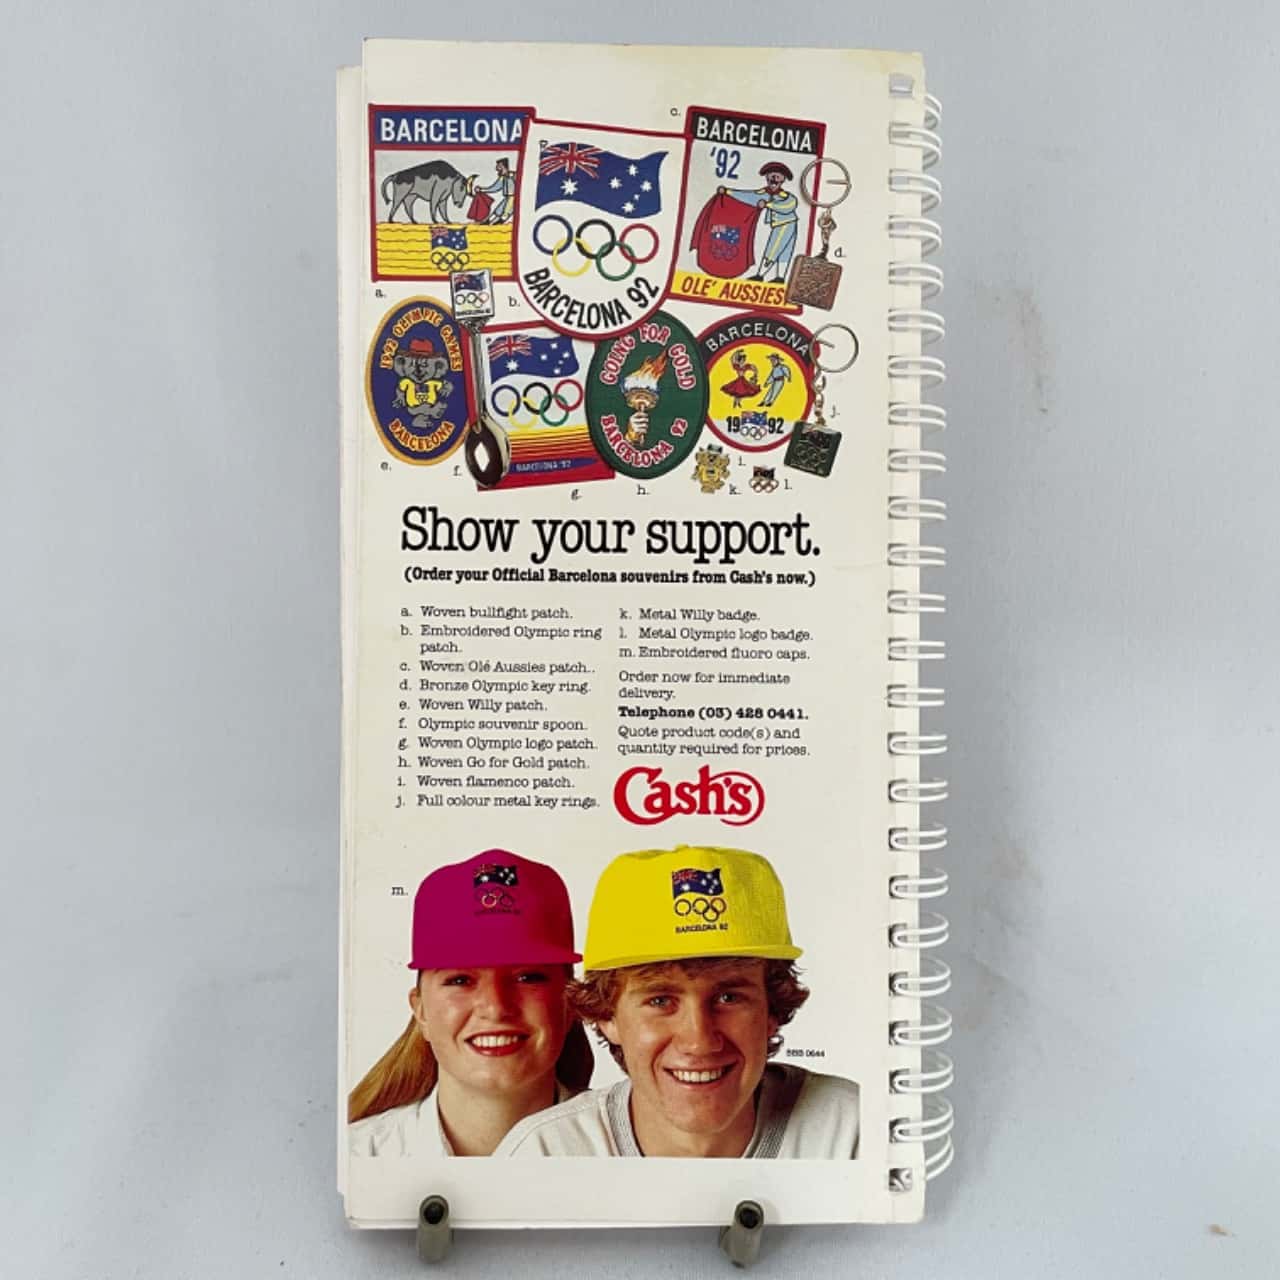 c.
BARCELONA
BARCELONA
'92
OLE' AUSSIES
d.
a.
b.
BARCELONA 92
1992 OLYMPIC GAMES
BARCELONA
GOING FOR GOLD
BARCELONA 92
BARCELONA
1992
BARCELONA '92
j.
e.
f.
g.
h.
i.
k.
l.
Show your support.
(Order your Official Barcelona souvenirs from Cash's now.)
a. Woven bullfight patch.
b. Embroidered Olympic ring
patch.
c. Woven Olé Aussies patch..
d. Bronze Olympic key ring.
e. Woven Willy patch.
f. Olympic souvenir spoon.
g. Woven Olympic logo patch.
h. Woven Go for Gold patch.
i. Woven flamenco patch.
j. Full colour metal key rings.
k. Metal Willy badge.
l. Metal Olympic logo badge.
m. Embroidered fluoro caps.
Order now for immediate
delivery.
Telephone (03) 428 0441.
Quote product code(s) and
quantity required for prices.
Cash's
m.
BARCELONA 92
BARCELONA 92
BBB 0644